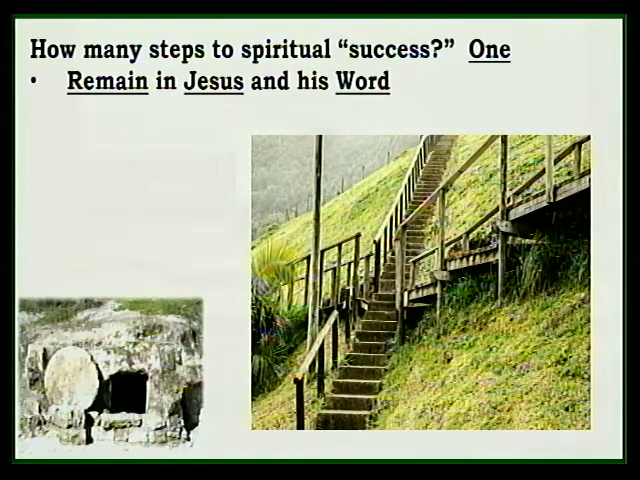 How many steps to spiritual “success?” One
• Remain in Jesus and his Word